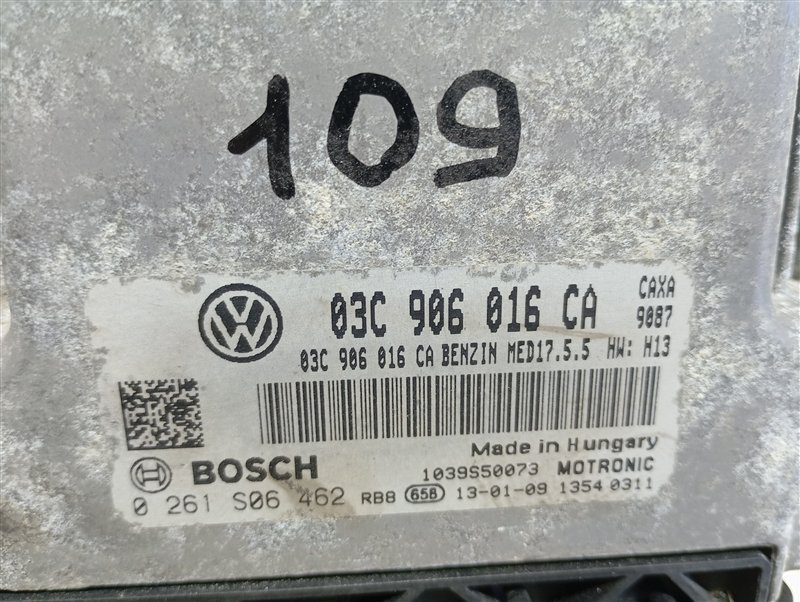 109
03C 906 016 CA CAXA
9087
03C 906 016 CA BENZIN MED17.5.5 HW: H13
Made in Hungary
BOSCH 1039S50073 MOTRONIC
0 261 S06 462 RB8 658 13-01-09 1354 0311